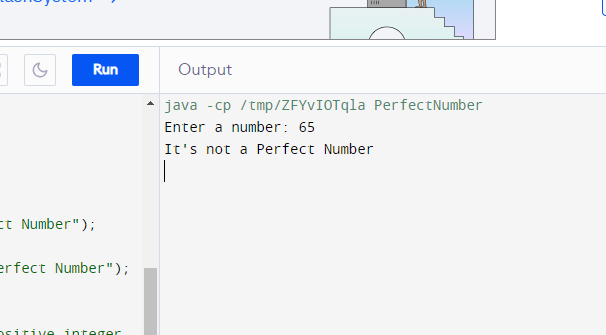 Run
Output
java -cp /tmp/ZFYvIOTqla PerfectNumber
Enter a number: 65
It's not a Perfect Number
ct Number");
erfect Number");
ositive integer